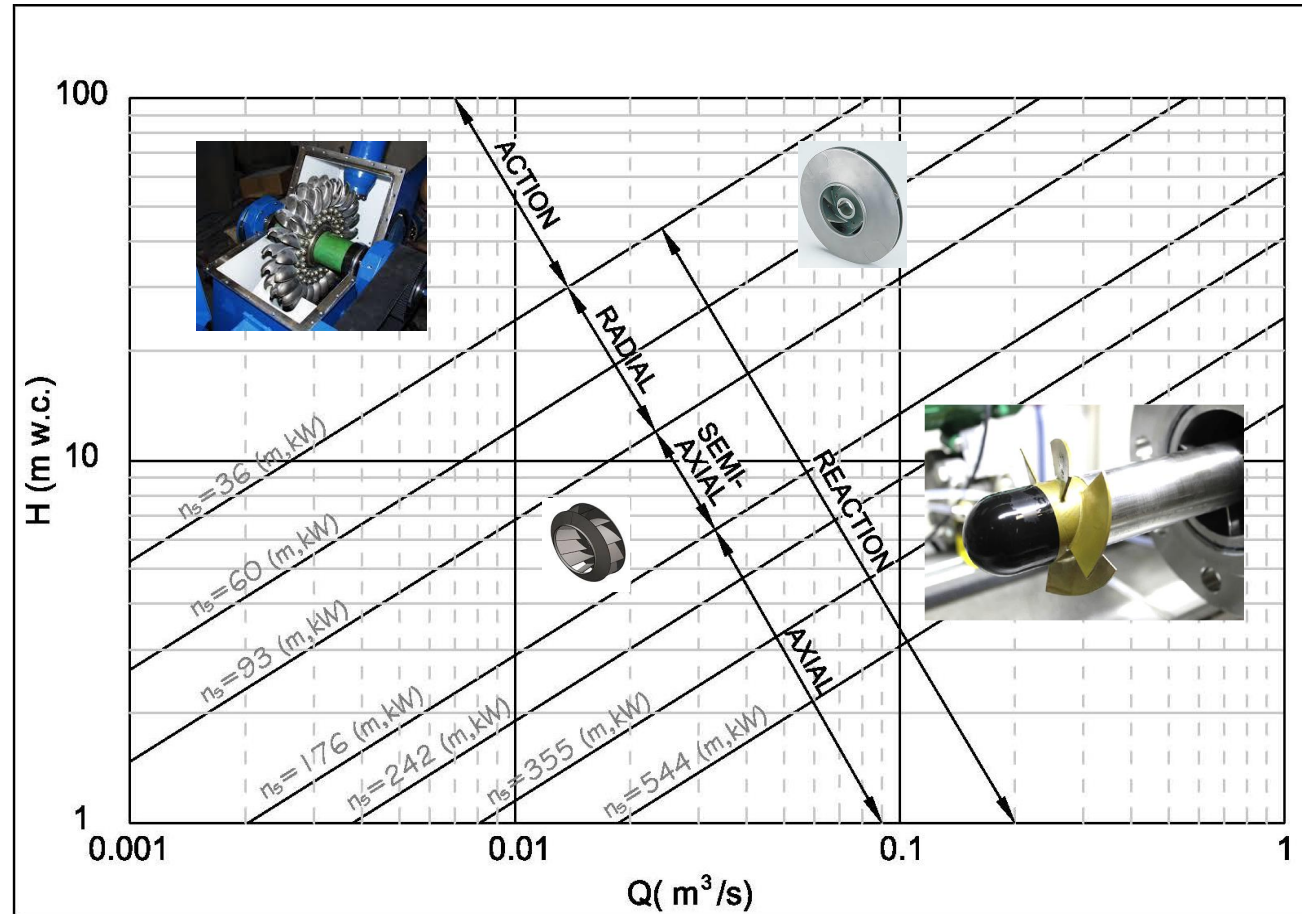 100
10
1
H (m w.c.)
0.001
0.01
0.1
1
Q( m³/s)
ACTION
RADIAL
SEMI-
AXIAL
AXIAL
REACTION
nₛ=36 (m,kW)
nₛ=60 (m,kW)
nₛ=93 (m,kW)
nₛ=176 (m,kW)
nₛ=242 (m,kW)
nₛ=355 (m,kW)
nₛ=544 (m,kW)